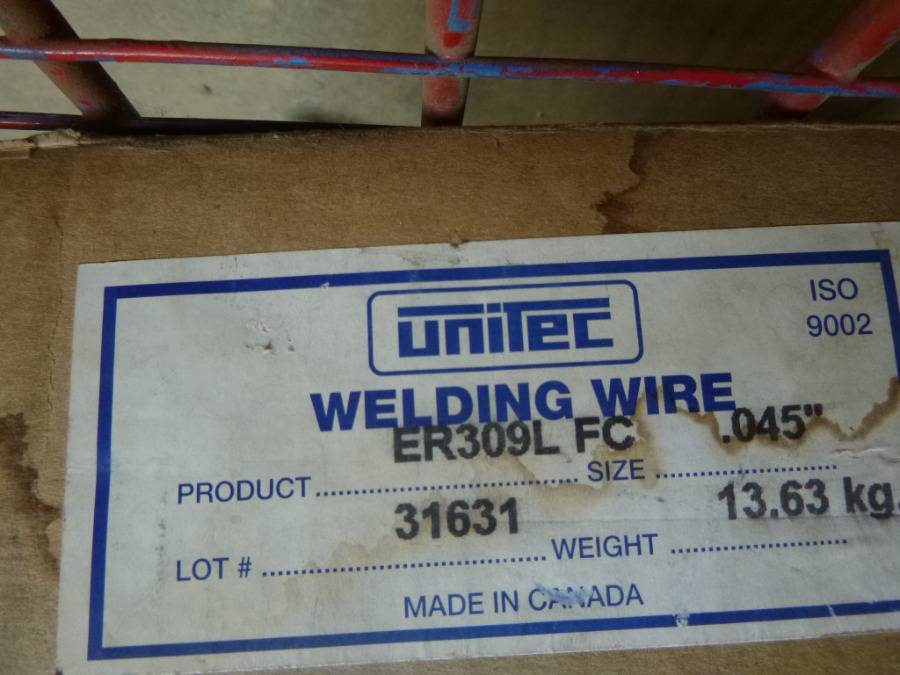 unitec
ISO
9002
WELDING WIRE
ER309L FC .045"
PRODUCT.............................. SIZE ....................
31631 13.63 kg.
LOT # ................................ WEIGHT ....................
MADE IN CANADA